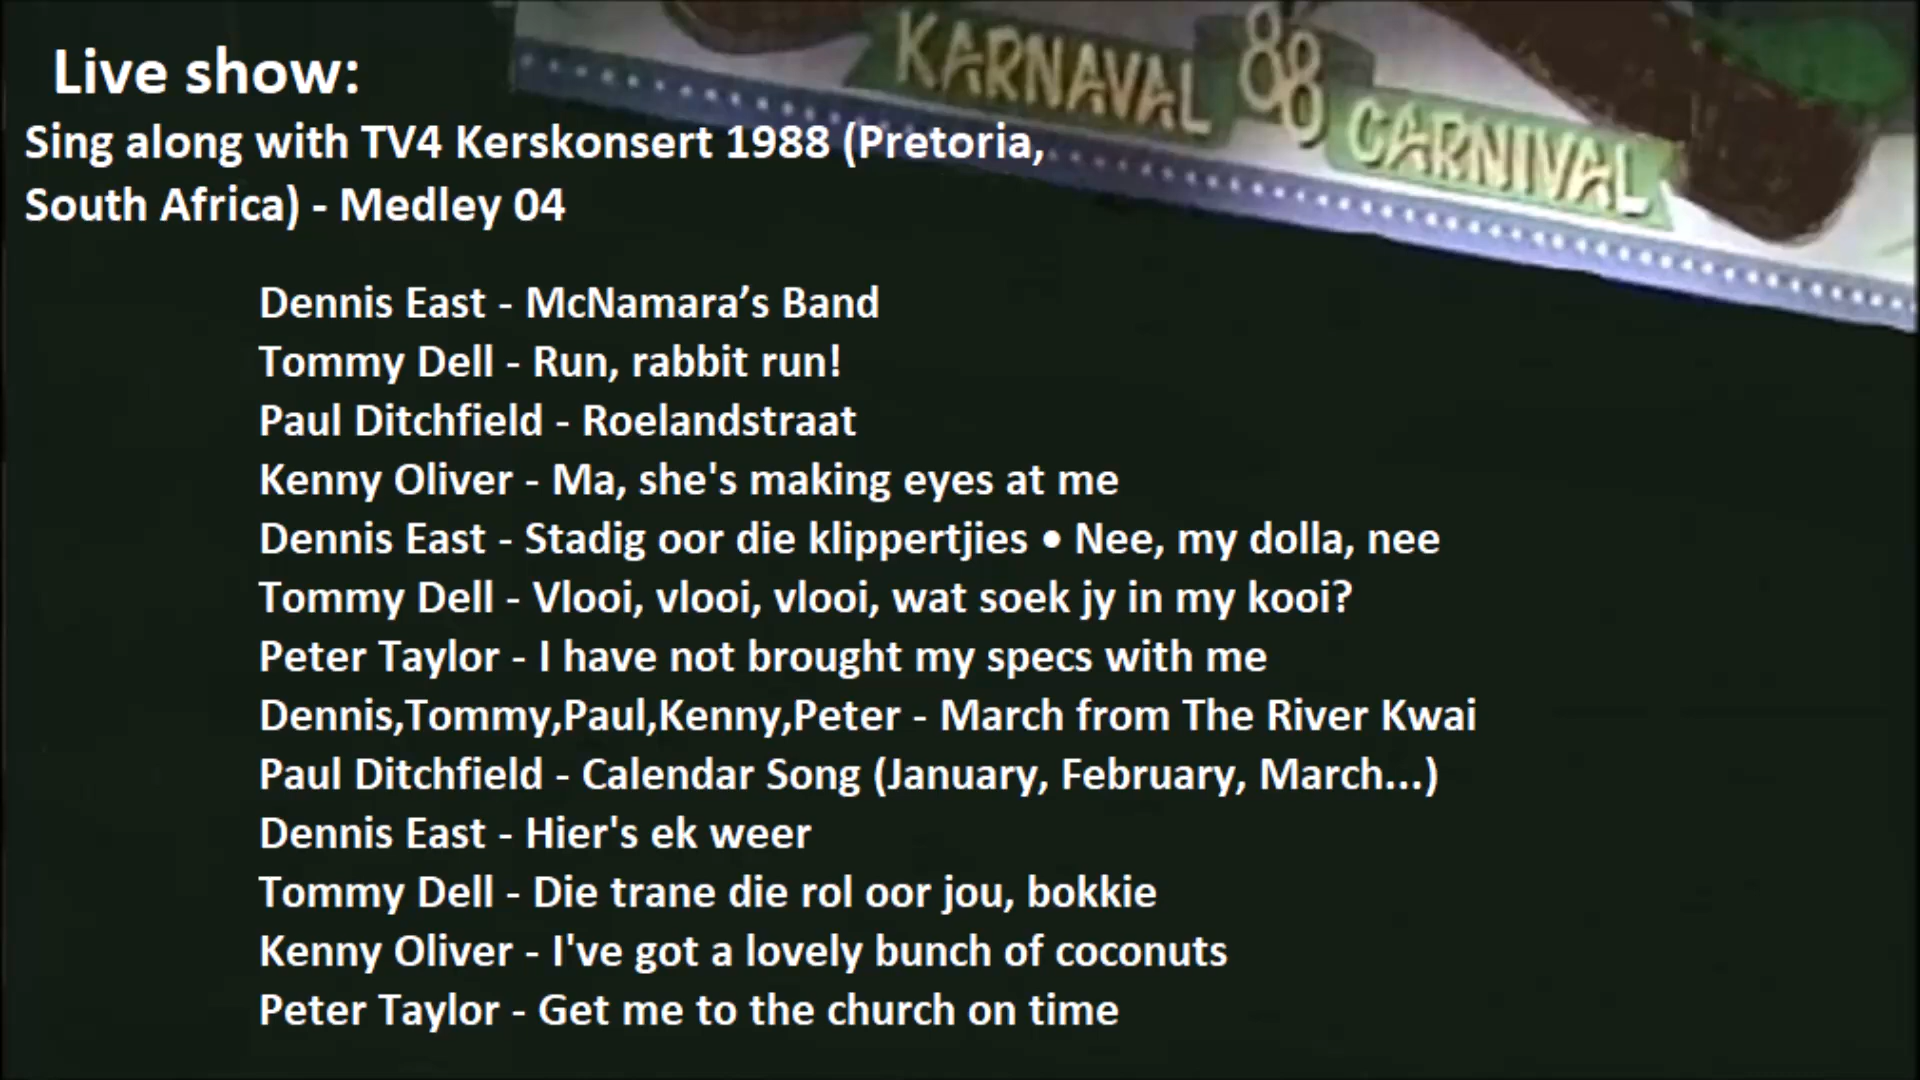 KARNAVAL 88 CARNIVAL
Live show:
Sing along with TV4 Kerskonsert 1988 (Pretoria,
South Africa) - Medley 04
Dennis East - McNamara’s Band
Tommy Dell - Run, rabbit run!
Paul Ditchfield - Roelandstraat
Kenny Oliver - Ma, she's making eyes at me
Dennis East - Stadig oor die klippertjies • Nee, my dolla, nee
Tommy Dell - Vlooi, vlooi, vlooi, wat soek jy in my kooi?
Peter Taylor - I have not brought my specs with me
Dennis,Tommy,Paul,Kenny,Peter - March from The River Kwai
Paul Ditchfield - Calendar Song (January, February, March...)
Dennis East - Hier's ek weer
Tommy Dell - Die trane die rol oor jou, bokkie
Kenny Oliver - I've got a lovely bunch of coconuts
Peter Taylor - Get me to the church on time